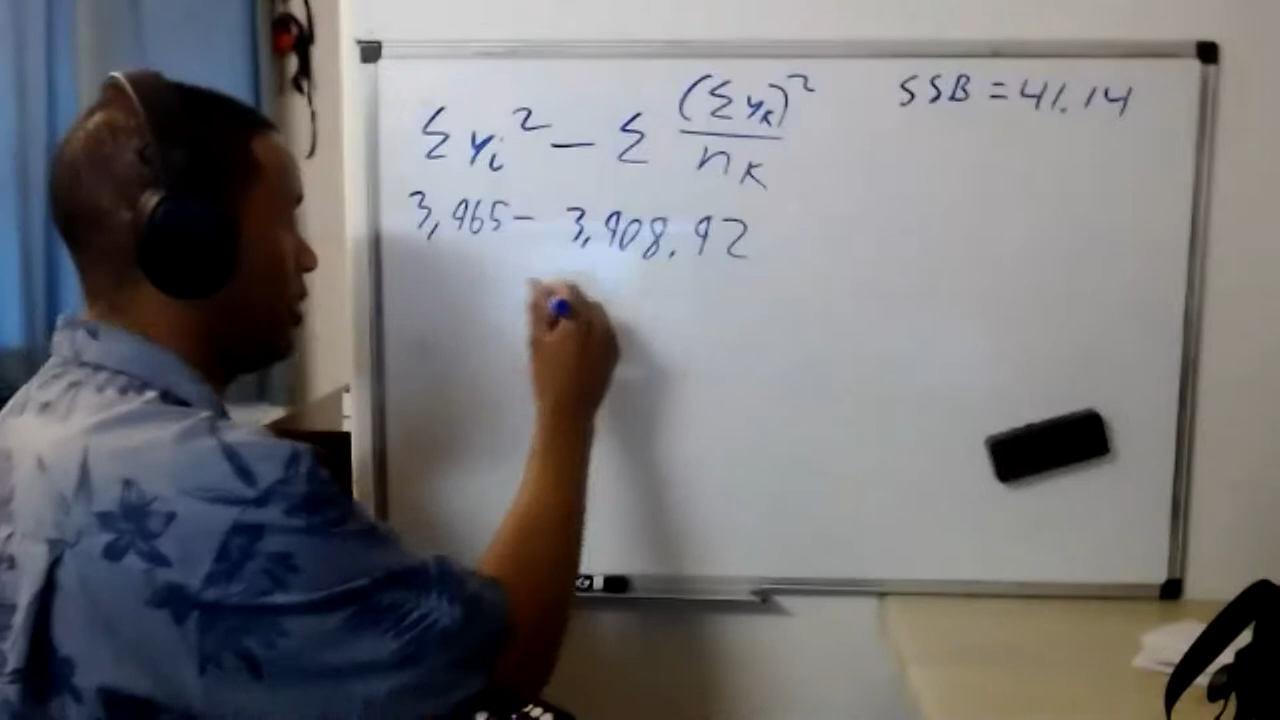 Σ yᵢ² – Σ (Σ yₖ)² / nₖ
SSB = 41.14
3,965 – 3,908.92